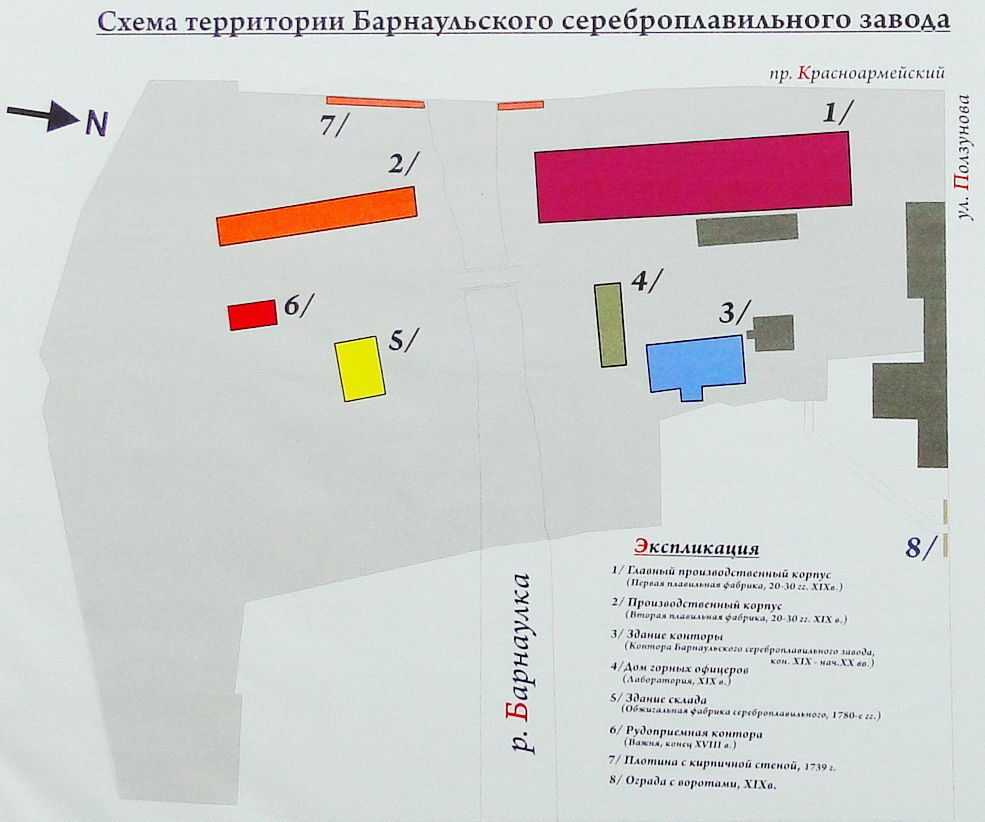 Схема территории Барнаульского сереброплавильного завода
пр. Красноармейский
ул. Ползунова
N
7/
1/
2/
6/
5/
4/
3/
8/
р. Барнаулка
Экспликация
1/ Главный производственный корпус
(Первая плавильная фабрика, 20-30 гг. XIXв.)
2/ Производственный корпус
(Вторая плавильная фабрика, 20-30 гг. XIX в.)
3/ Здание конторы
(Контора Барнаульского сереброплавильного завода,
кон. XIX - нач.XX вв.)
4/Дом горных офицеров
(Лаборатория, XIX в.)
5/ Здание склада
(Обжигальная фабрика сереброплавильного, 1780-е гг.)
6/ Рудоприемная контора
(Важня, конец XVIII в.)
7/ Плотина с кирпичной стеной, 1739 г.
8/ Ограда с воротами, XIXв.